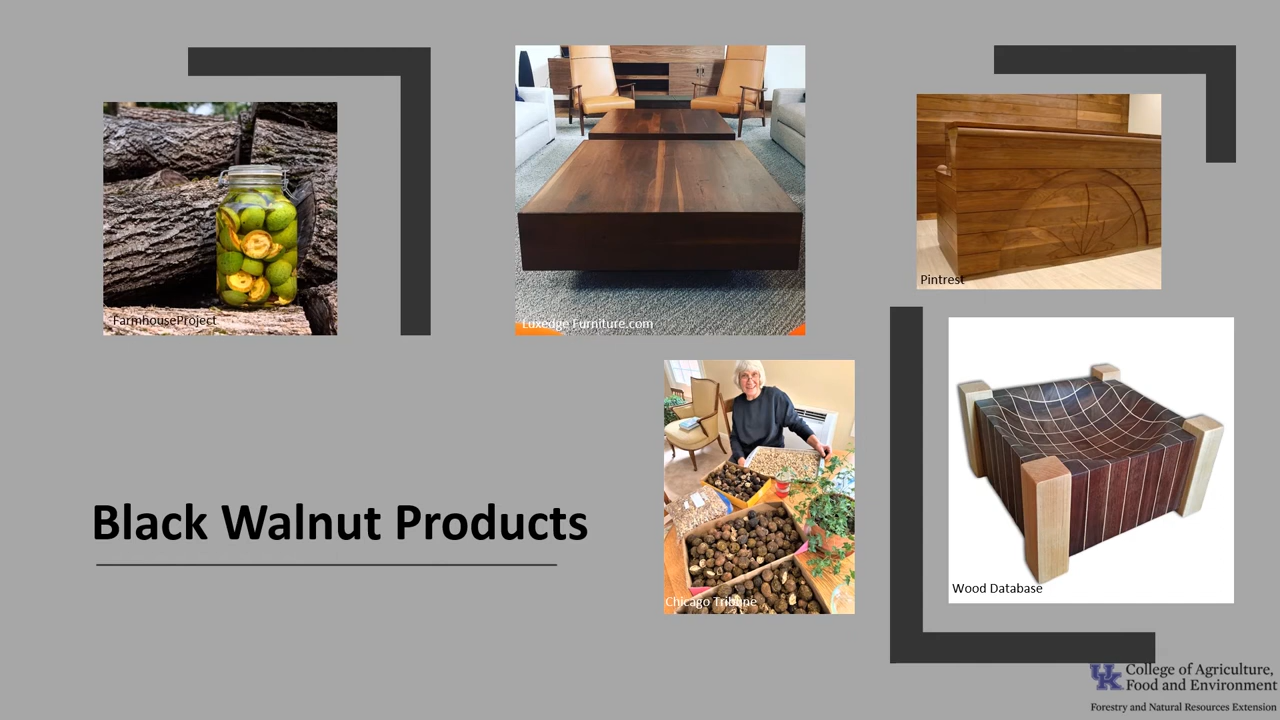 FarmhouseProject
Luxedge Furniture.com
Pintrest
Black Walnut Products
Chicago Tribune
Wood Database
UK
College of Agriculture,
Food and Environment
Forestry and Natural Resources Extension